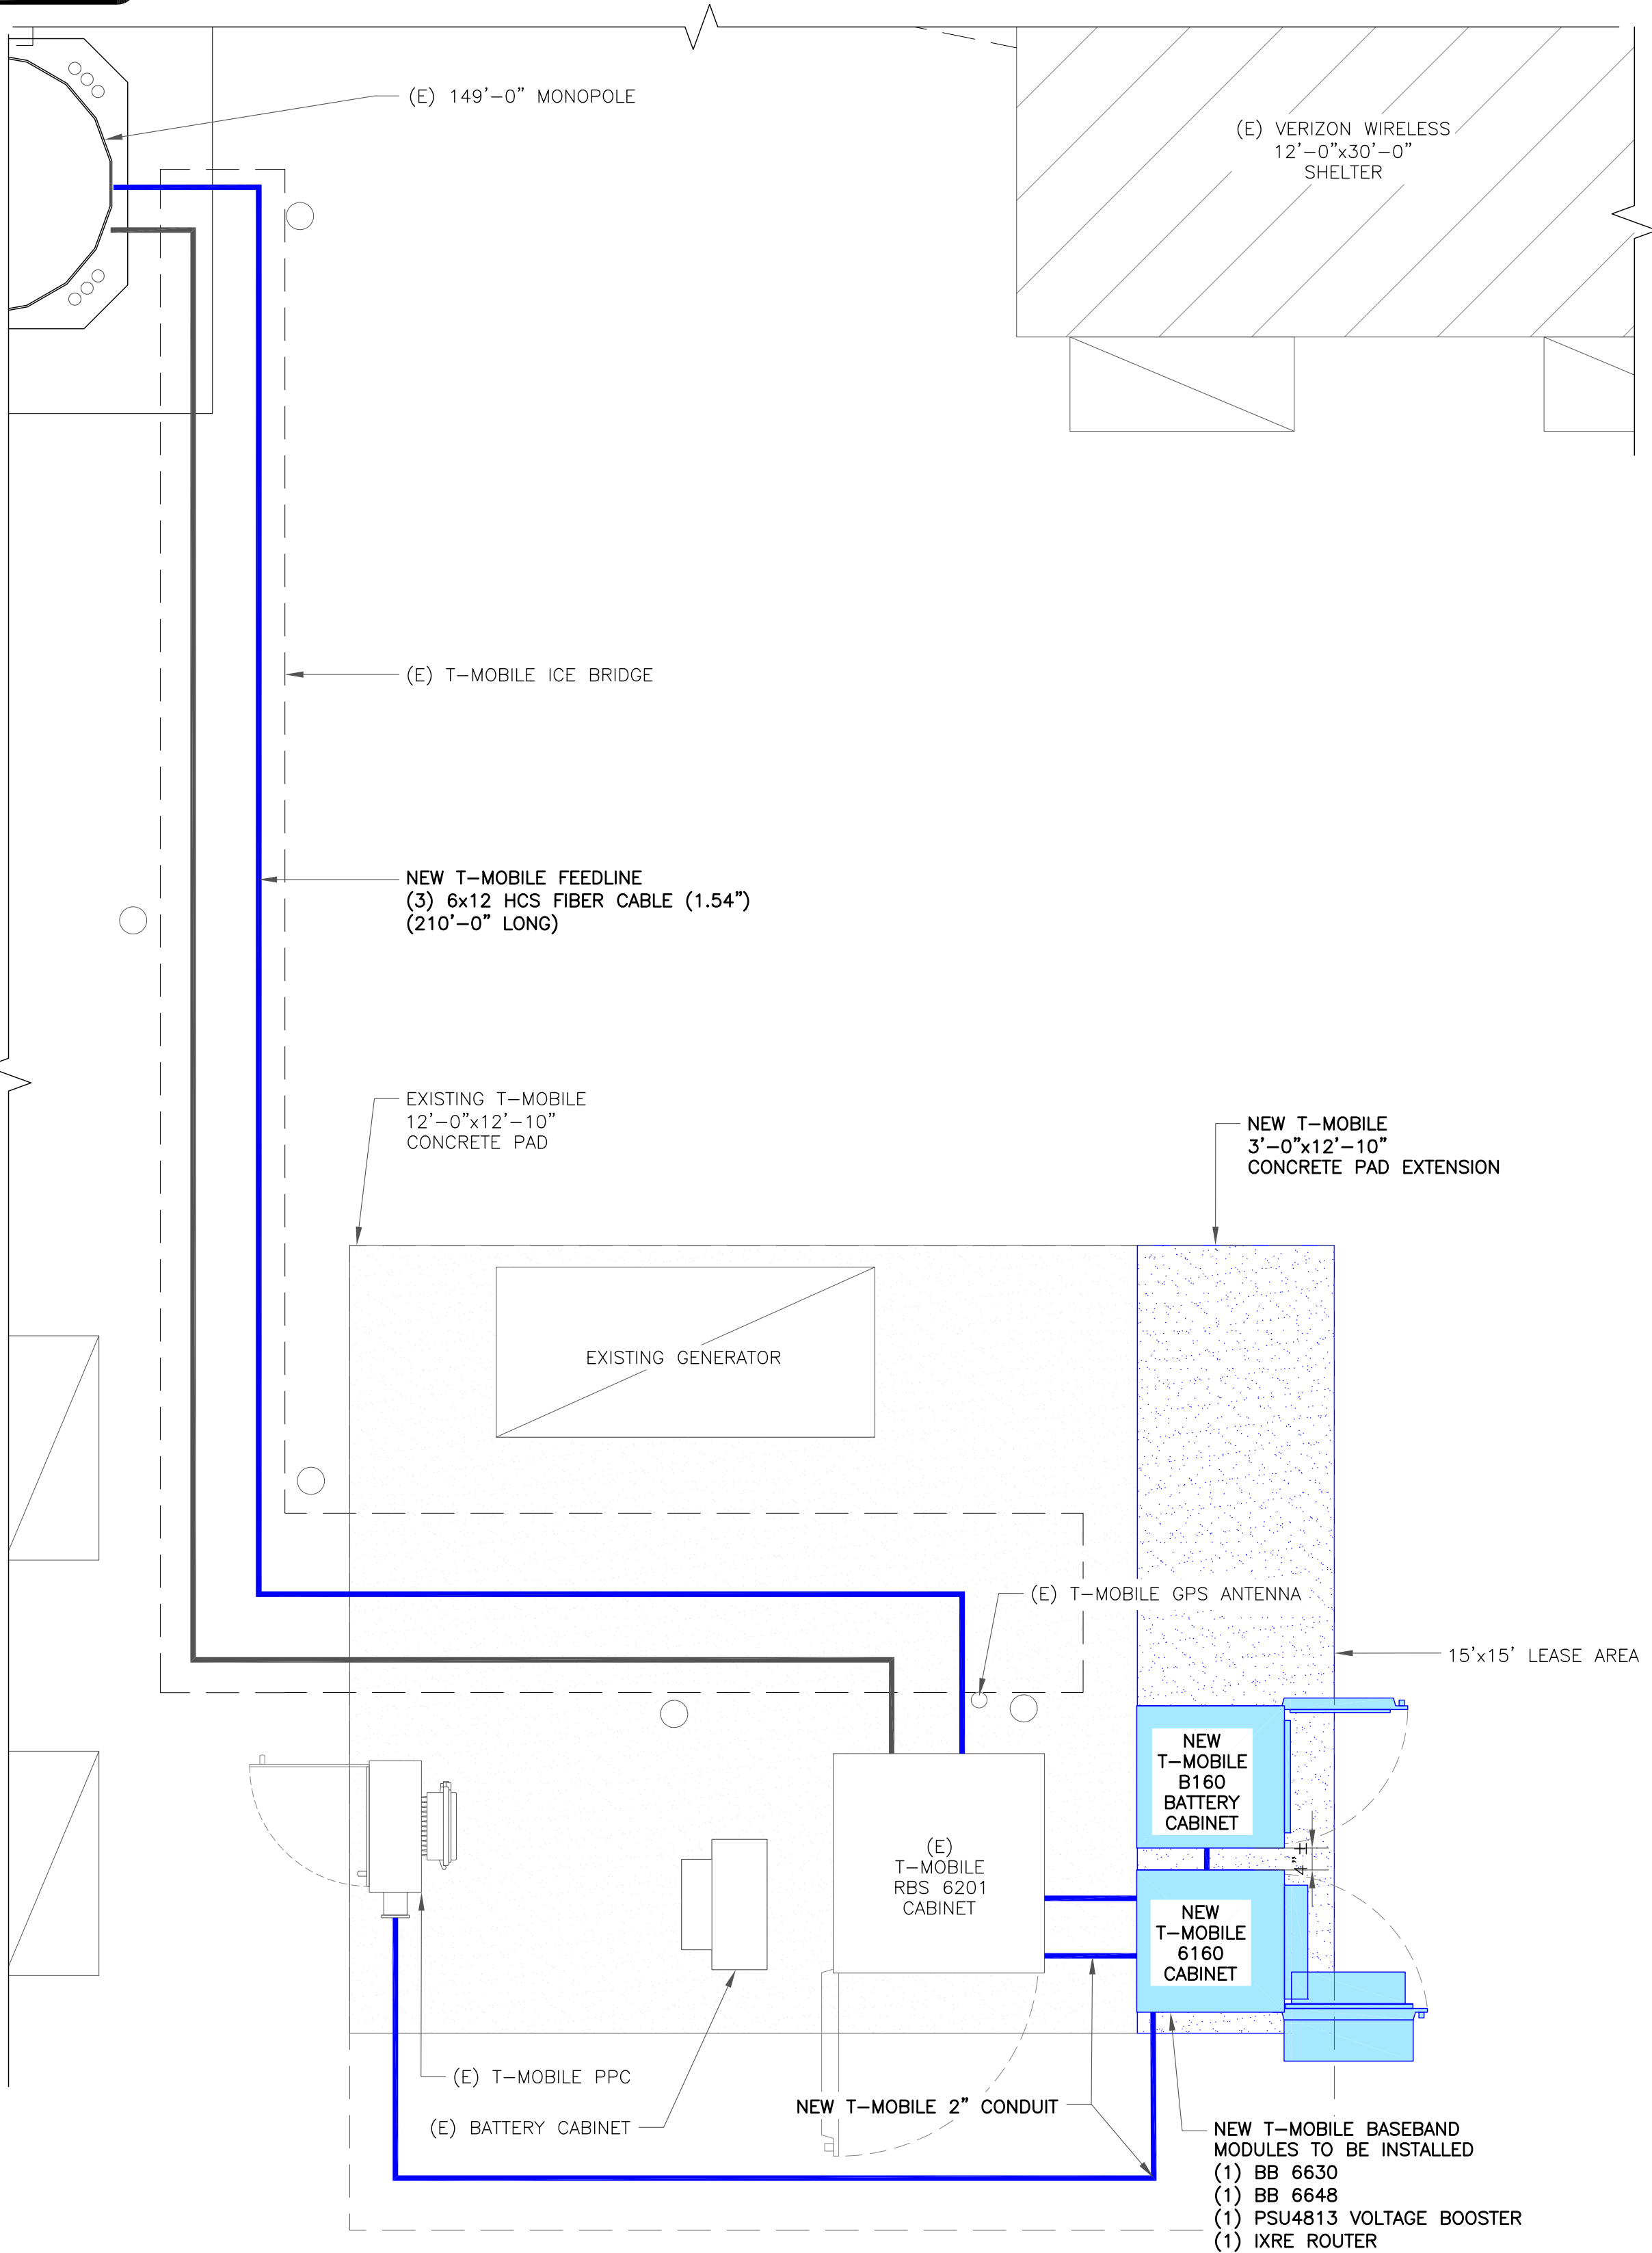 (E) 149'-0" MONOPOLE
(E) VERIZON WIRELESS
12'-0"x30'-0"
SHELTER
(E) T-MOBILE ICE BRIDGE
NEW T-MOBILE FEEDLINE
(3) 6x12 HCS FIBER CABLE (1.54")
(210'-0" LONG)
EXISTING T-MOBILE
12'-0"x12'-10"
CONCRETE PAD
NEW T-MOBILE
3'-0"x12'-10"
CONCRETE PAD EXTENSION
EXISTING GENERATOR
(E) T-MOBILE GPS ANTENNA
15'x15' LEASE AREA
NEW
T-MOBILE
B160
BATTERY
CABINET
4"±
(E)
T-MOBILE
RBS 6201
CABINET
NEW
T-MOBILE
6160
CABINET
(E) T-MOBILE PPC
(E) BATTERY CABINET
NEW T-MOBILE 2" CONDUIT
NEW T-MOBILE BASEBAND
MODULES TO BE INSTALLED
(1) BB 6630
(1) BB 6648
(1) PSU4813 VOLTAGE BOOSTER
(1) IXRE ROUTER